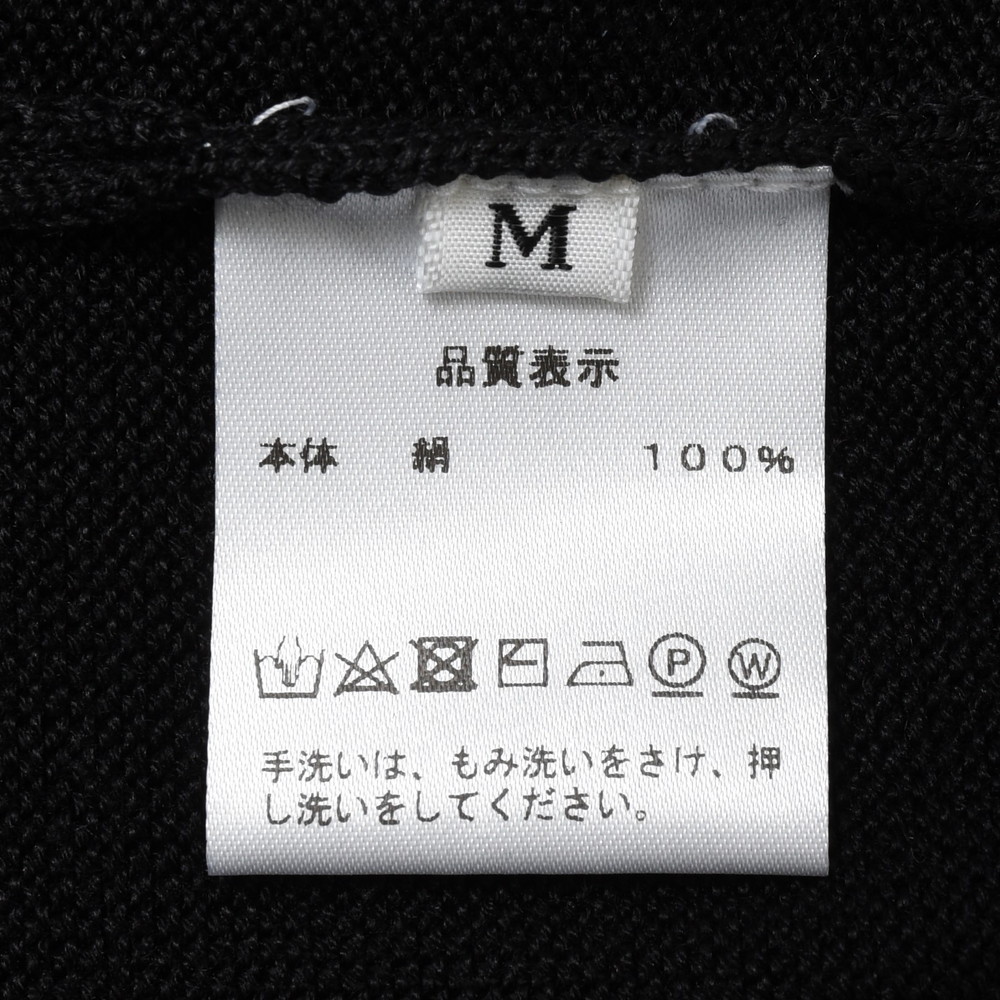 M
品質表示
本体 絹 100%
P W
手洗いは、もみ洗いをさけ、押
し洗いをしてください。